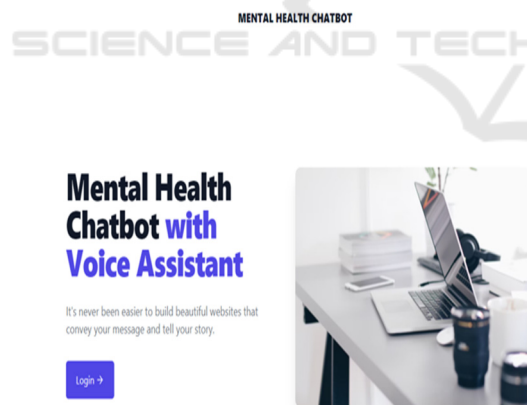 MENTAL HEALTH CHATBOT
SCIENCE AND TECH
Mental Health
Chatbot with
Voice Assistant
It's never been easier to build beautiful websites that
convey your message and tell your story.
Login →